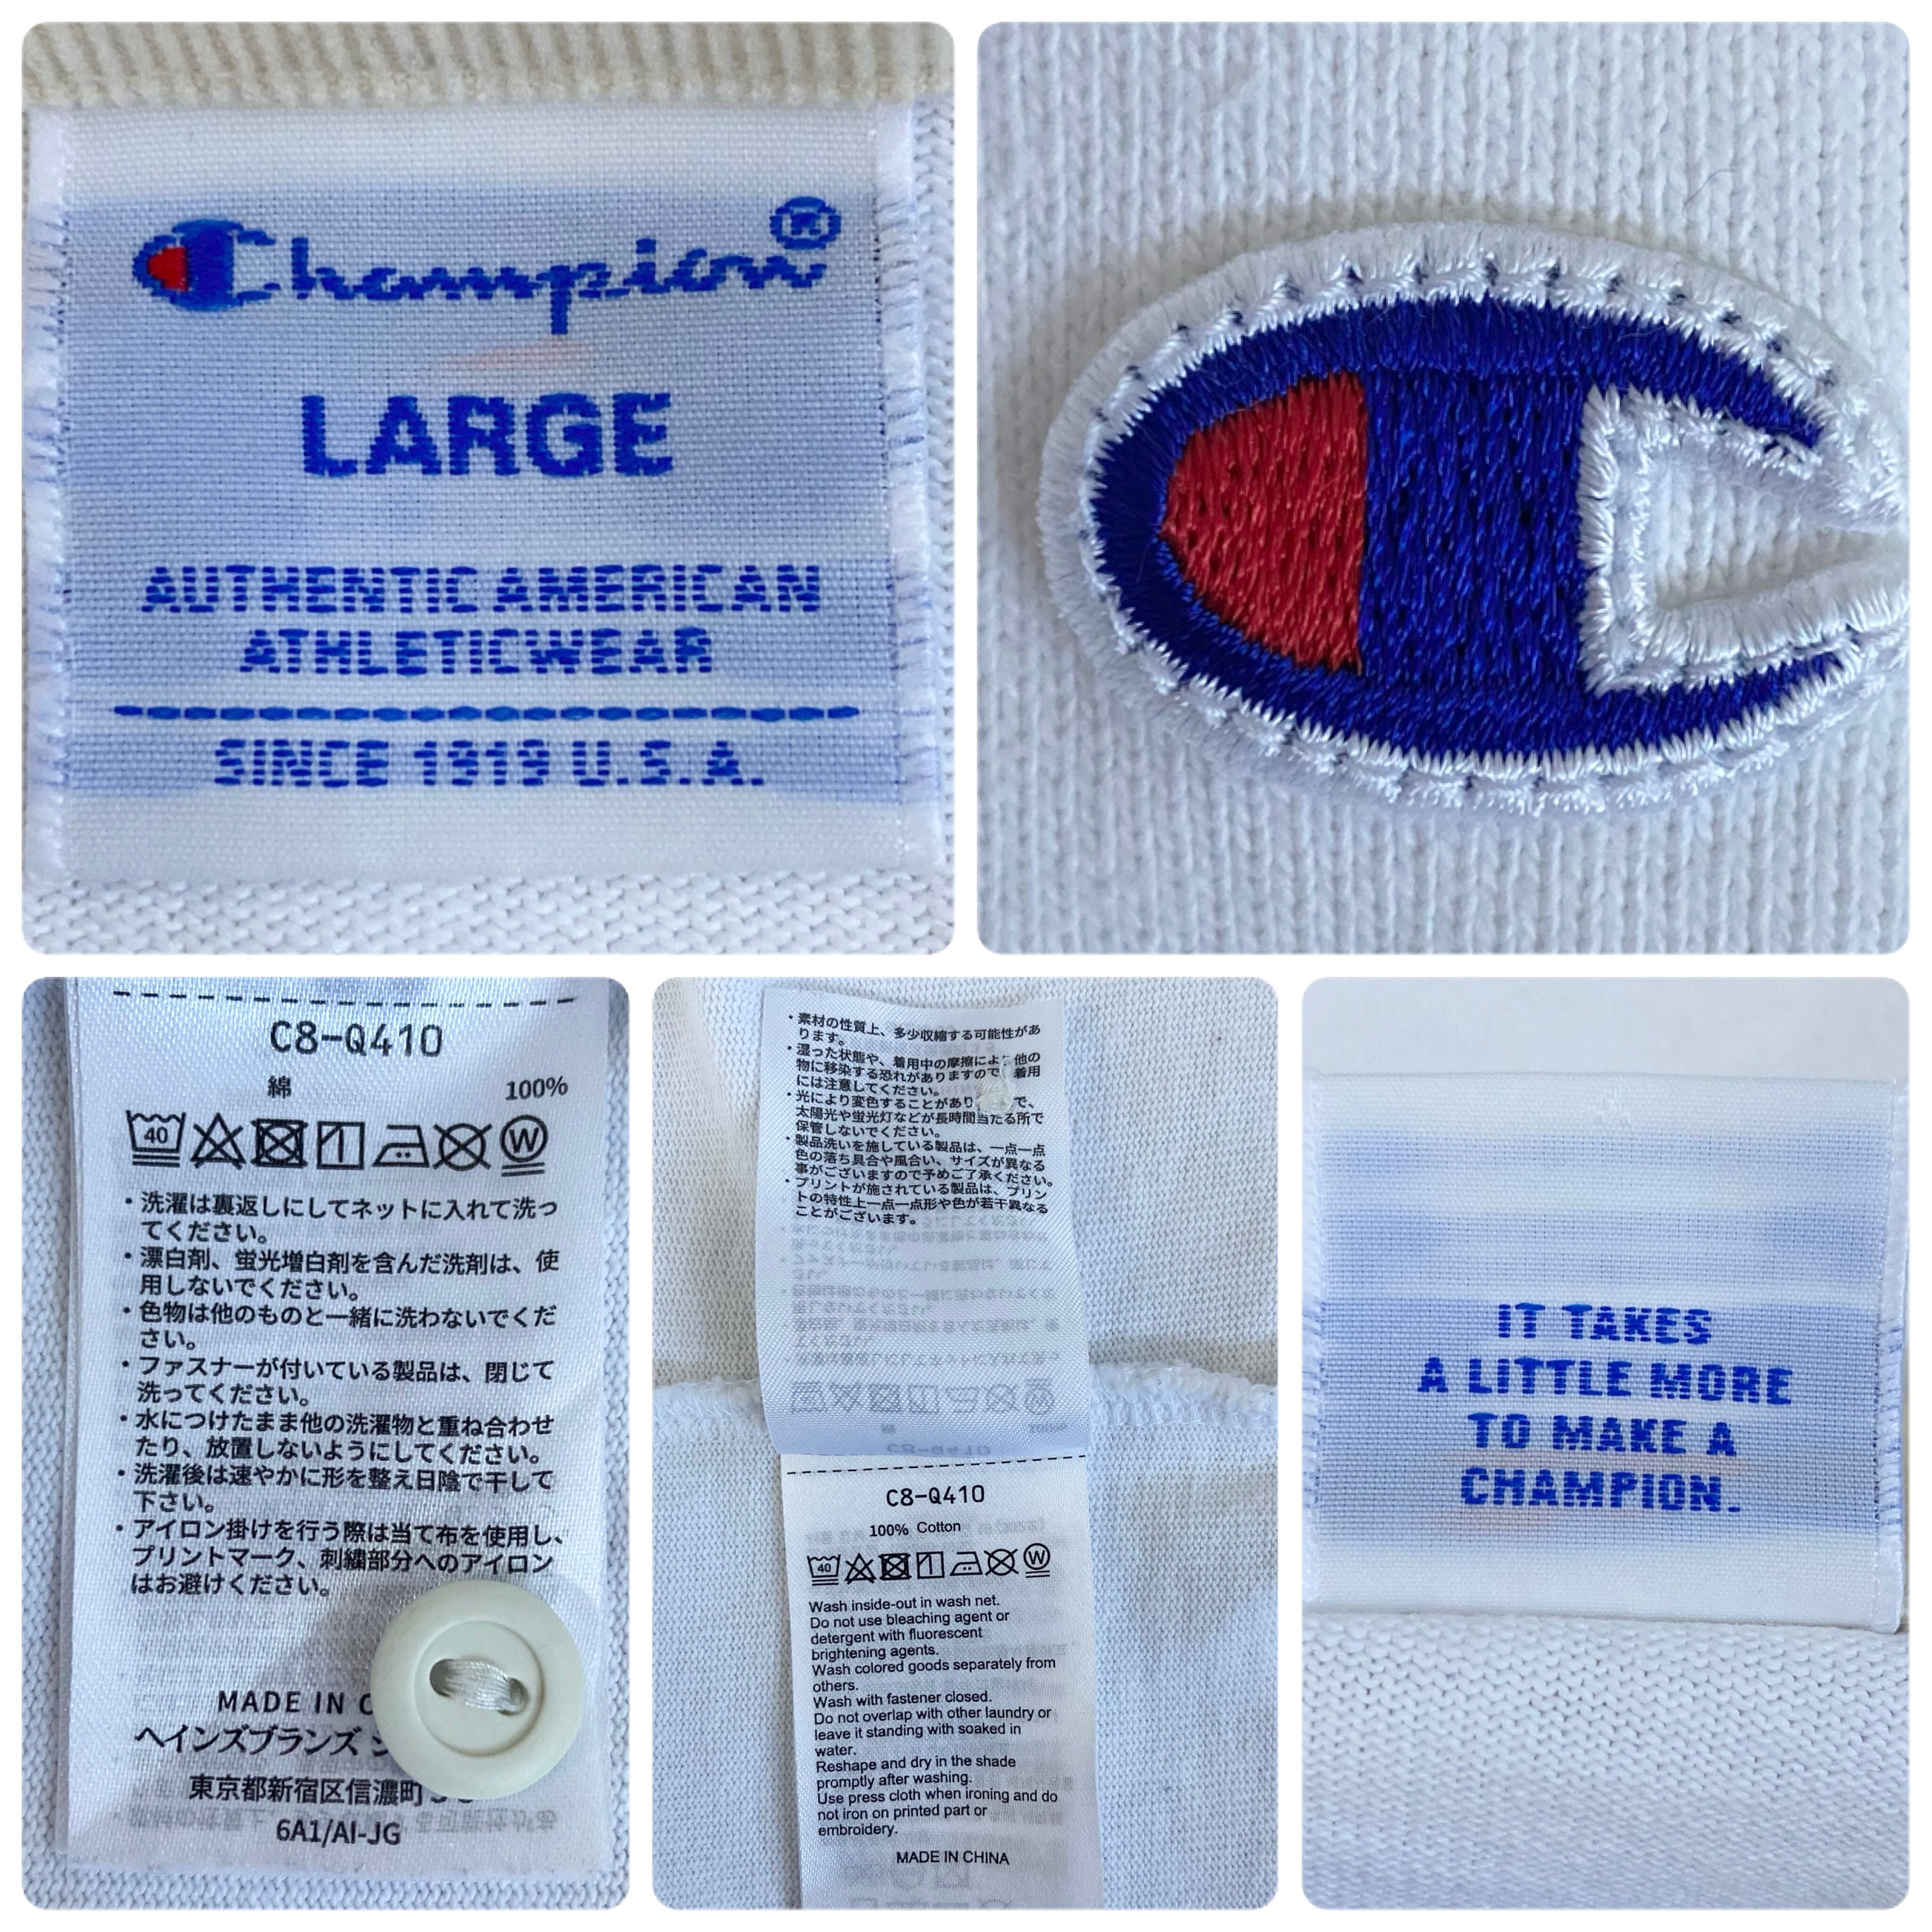 Champion®
LARGE
AUTHENTIC AMERICAN
ATHLETICWEAR
SINCE 1919 U.S.A.
C8-Q410
綿 100%
40 W
・洗濯は裏返しにしてネットに入れて洗っ
てください。
・漂白剤、蛍光増白剤を含んだ洗剤は、使
用しないでください。
・色物は他のものと一緒に洗わないでくだ
さい。
・ファスナーが付いている製品は、閉じて
洗ってください。
・水につけたまま他の洗濯物と重ね合わせ
たり、放置しないようにしてください。
・洗濯後は速やかに形を整え日陰で干して
下さい。
・アイロン掛けを行う際は当て布を使用し、
プリントマーク、刺繍部分へのアイロン
はお避けください。
MADE IN
ヘインズブランズ
東京都新宿区信濃町
6A1/AI-JG
・素材の性質上、多少収縮する可能性があ
ります。
・湿った状態や、着用中の摩擦により他の
物に移染する恐れがありますので、着用
には注意してください。
・光により変色することがあり で、
太陽光や蛍光灯などが長時間当たる所で
保管しないでください。
・製品洗いを施している製品は、一点一点
色の落ち具合や風合い、サイズが異なる
事がございますので予めご了承ください。
・プリントが施されている製品は、プリン
トの特性上一点一点形や色が若干異なる
ことがございます。
C8-Q410
100% Cotton
40 W
Wash inside-out in wash net.
Do not use bleaching agent or
detergent with fluorescent
brightening agents.
Wash colored goods separately from
others.
Wash with fastener closed.
Do not overlap with other laundry or
leave it standing with soaked in
water.
Reshape and dry in the shade
promptly after washing.
Use press cloth when ironing and do
not iron on printed part or
embroidery.
MADE IN CHINA
IT TAKES
A LITTLE MORE
TO MAKE A
CHAMPION.